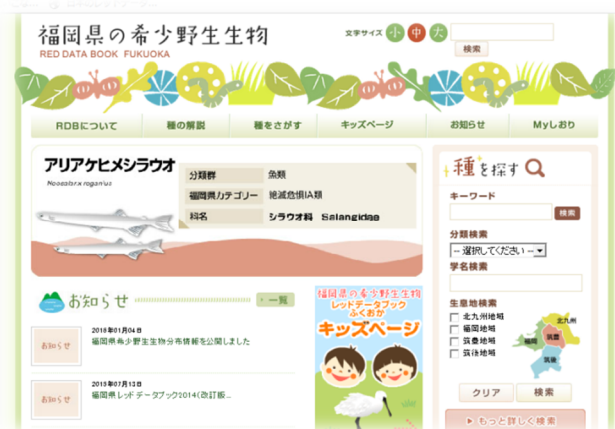 福岡県の希少野生生物
RED DATA BOOK FUKUOKA
文字サイズ 小 中 大
検索
RDBについて 種の解説 種をさがす キッズページ お知らせ Myしおり
アリアケヒメシラウオ
分類群 魚類
福岡県カテゴリー 絶滅危惧IA類
科名 シラウオ科 Salangidae
お知らせ
一覧
お知らせ
2016年01月04日
福岡県希少野生生物分布情報を公開しました
お知らせ
2015年07月13日
福岡県レッドデータブック2014(改訂版...
福岡県の希少野生生物
レッドデータブック
ふくおか
キッズページ
種を探す
キーワード
検索
分類検索
-- 選択してください --
学名検索
生息地検索
北九州地域
福岡地域
筑豊地域
筑後地域
北九州
福岡
筑豊
筑後
クリア 検索
もっと詳しく検索